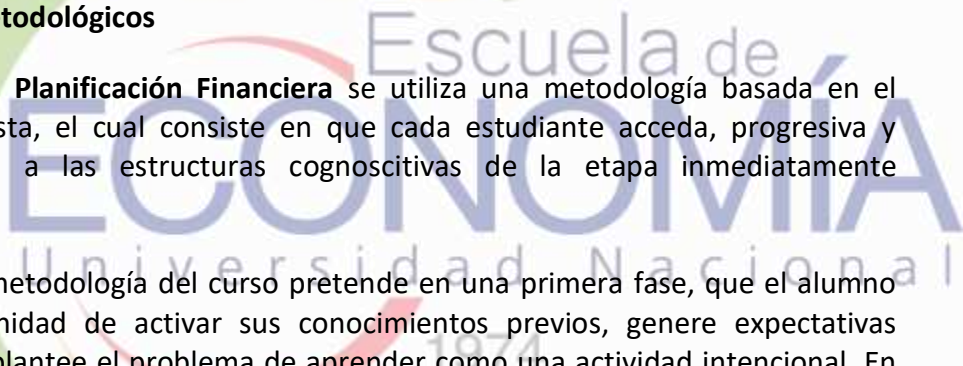 todológicos
Escuela de
Planificación Financiera se utiliza una metodología basada en el
sta, el cual consiste en que cada estudiante acceda, progresiva y
a las estructuras cognoscitivas de la etapa inmediatamente
ECONOMÍA
Universidad Nacional
netodología del curso pretende en una primera fase, que el alumno
nidad de activar sus conocimientos previos, genere expectativas
1974
plantee el problema de aprender como una actividad intencional. En